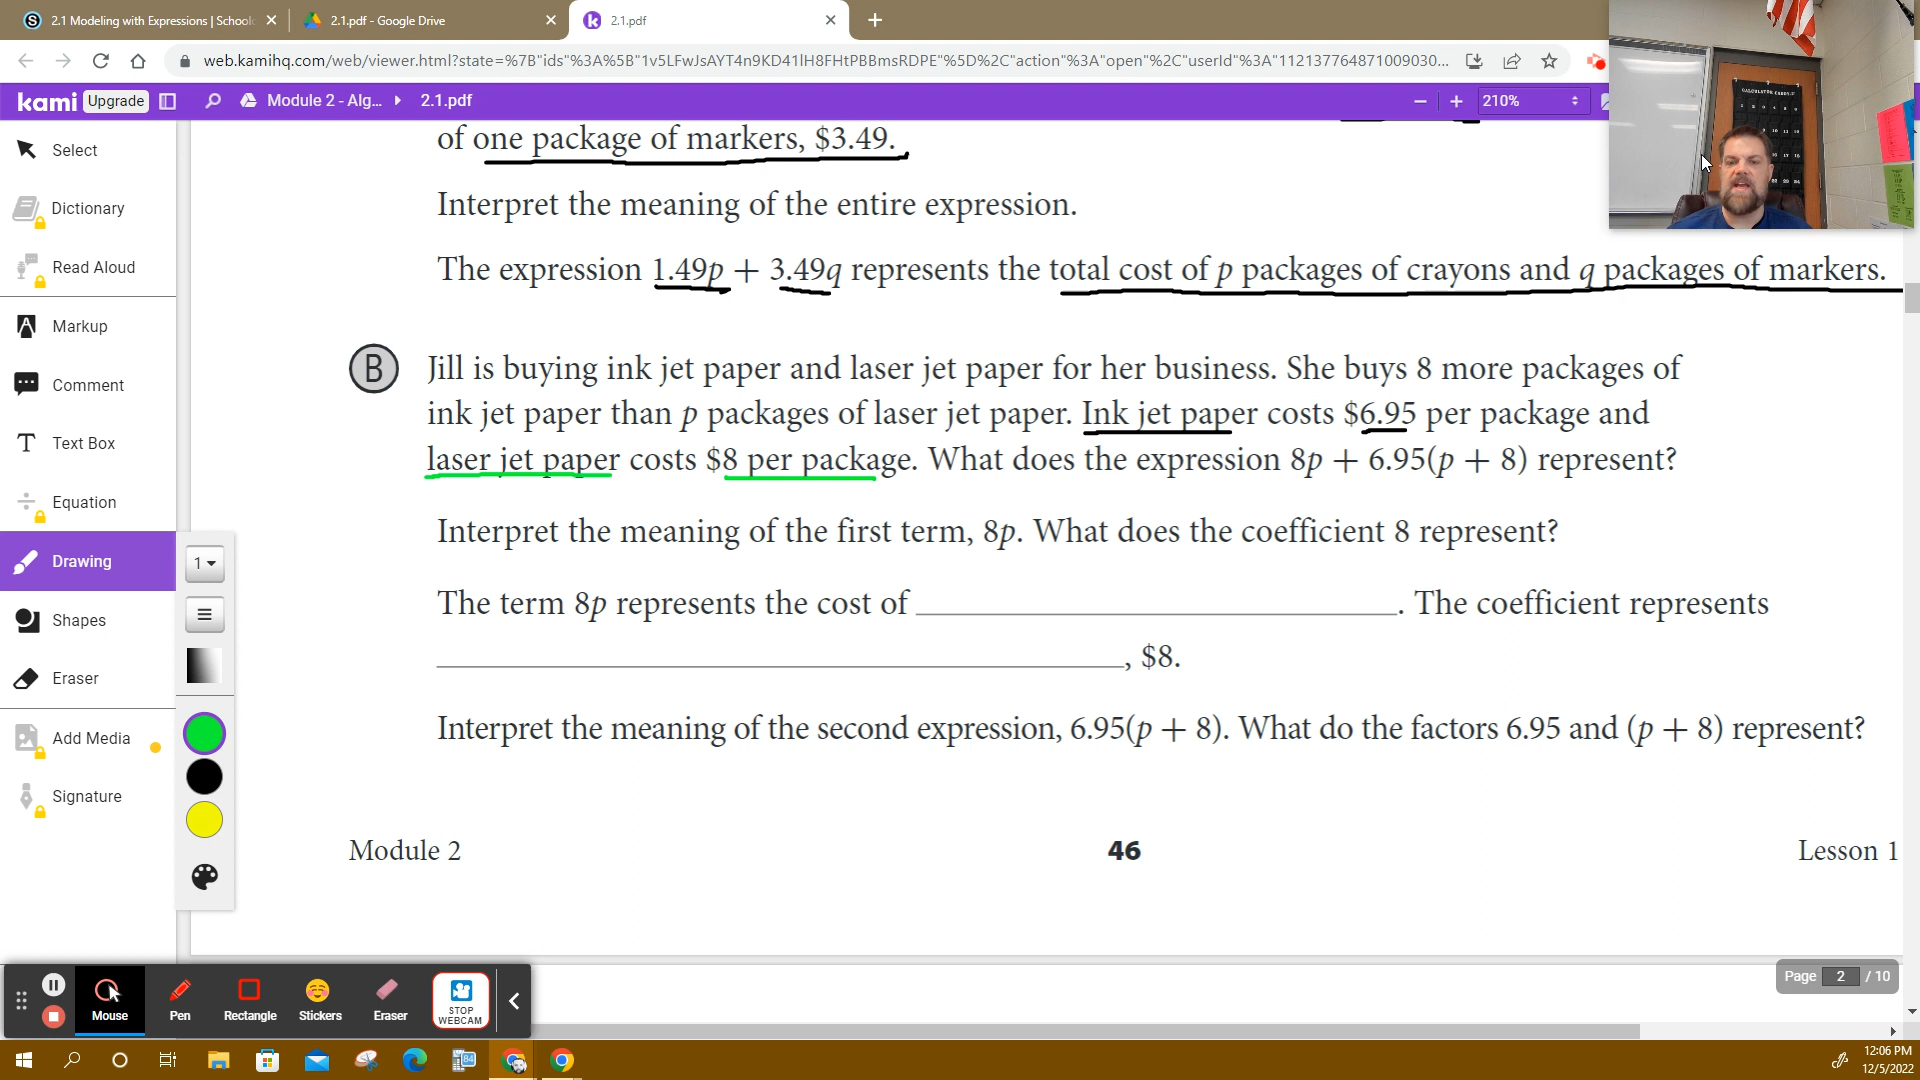 2.1 Modeling with Expressions | Schoolo
2.1.pdf - Google Drive
2.1.pdf
web.kamihq.com/web/viewer.html?state=%7B"ids"%3A%5B"1v5LFwJsAYT4n9KD41lH8FHtPBBmsRDPE"%5D%2C"action"%3A"open"%2C"userId"%3A"112137764871009030...
kami Upgrade Module 2 - Alg... 2.1.pdf 210%
Select
Dictionary
Read Aloud
Markup
Comment
Text Box
Equation
Drawing
Shapes
Eraser
Add Media
Signature
1
of one package of markers, $3.49.
Interpret the meaning of the entire expression.
The expression 1.49p + 3.49q represents the total cost of p packages of crayons and q packages of markers.
B Jill is buying ink jet paper and laser jet paper for her business. She buys 8 more packages of
ink jet paper than p packages of laser jet paper. Ink jet paper costs $6.95 per package and
laser jet paper costs $8 per package. What does the expression 8p + 6.95(p + 8) represent?
Interpret the meaning of the first term, 8p. What does the coefficient 8 represent?
The term 8p represents the cost of ______. The coefficient represents
______, $8.
Interpret the meaning of the second expression, 6.95(p + 8). What do the factors 6.95 and (p + 8) represent?
Module 2 46 Lesson 1
Page 2 / 10
Mouse Pen Rectangle Stickers Eraser STOP WEBCAM
84
12:06 PM
12/5/2022